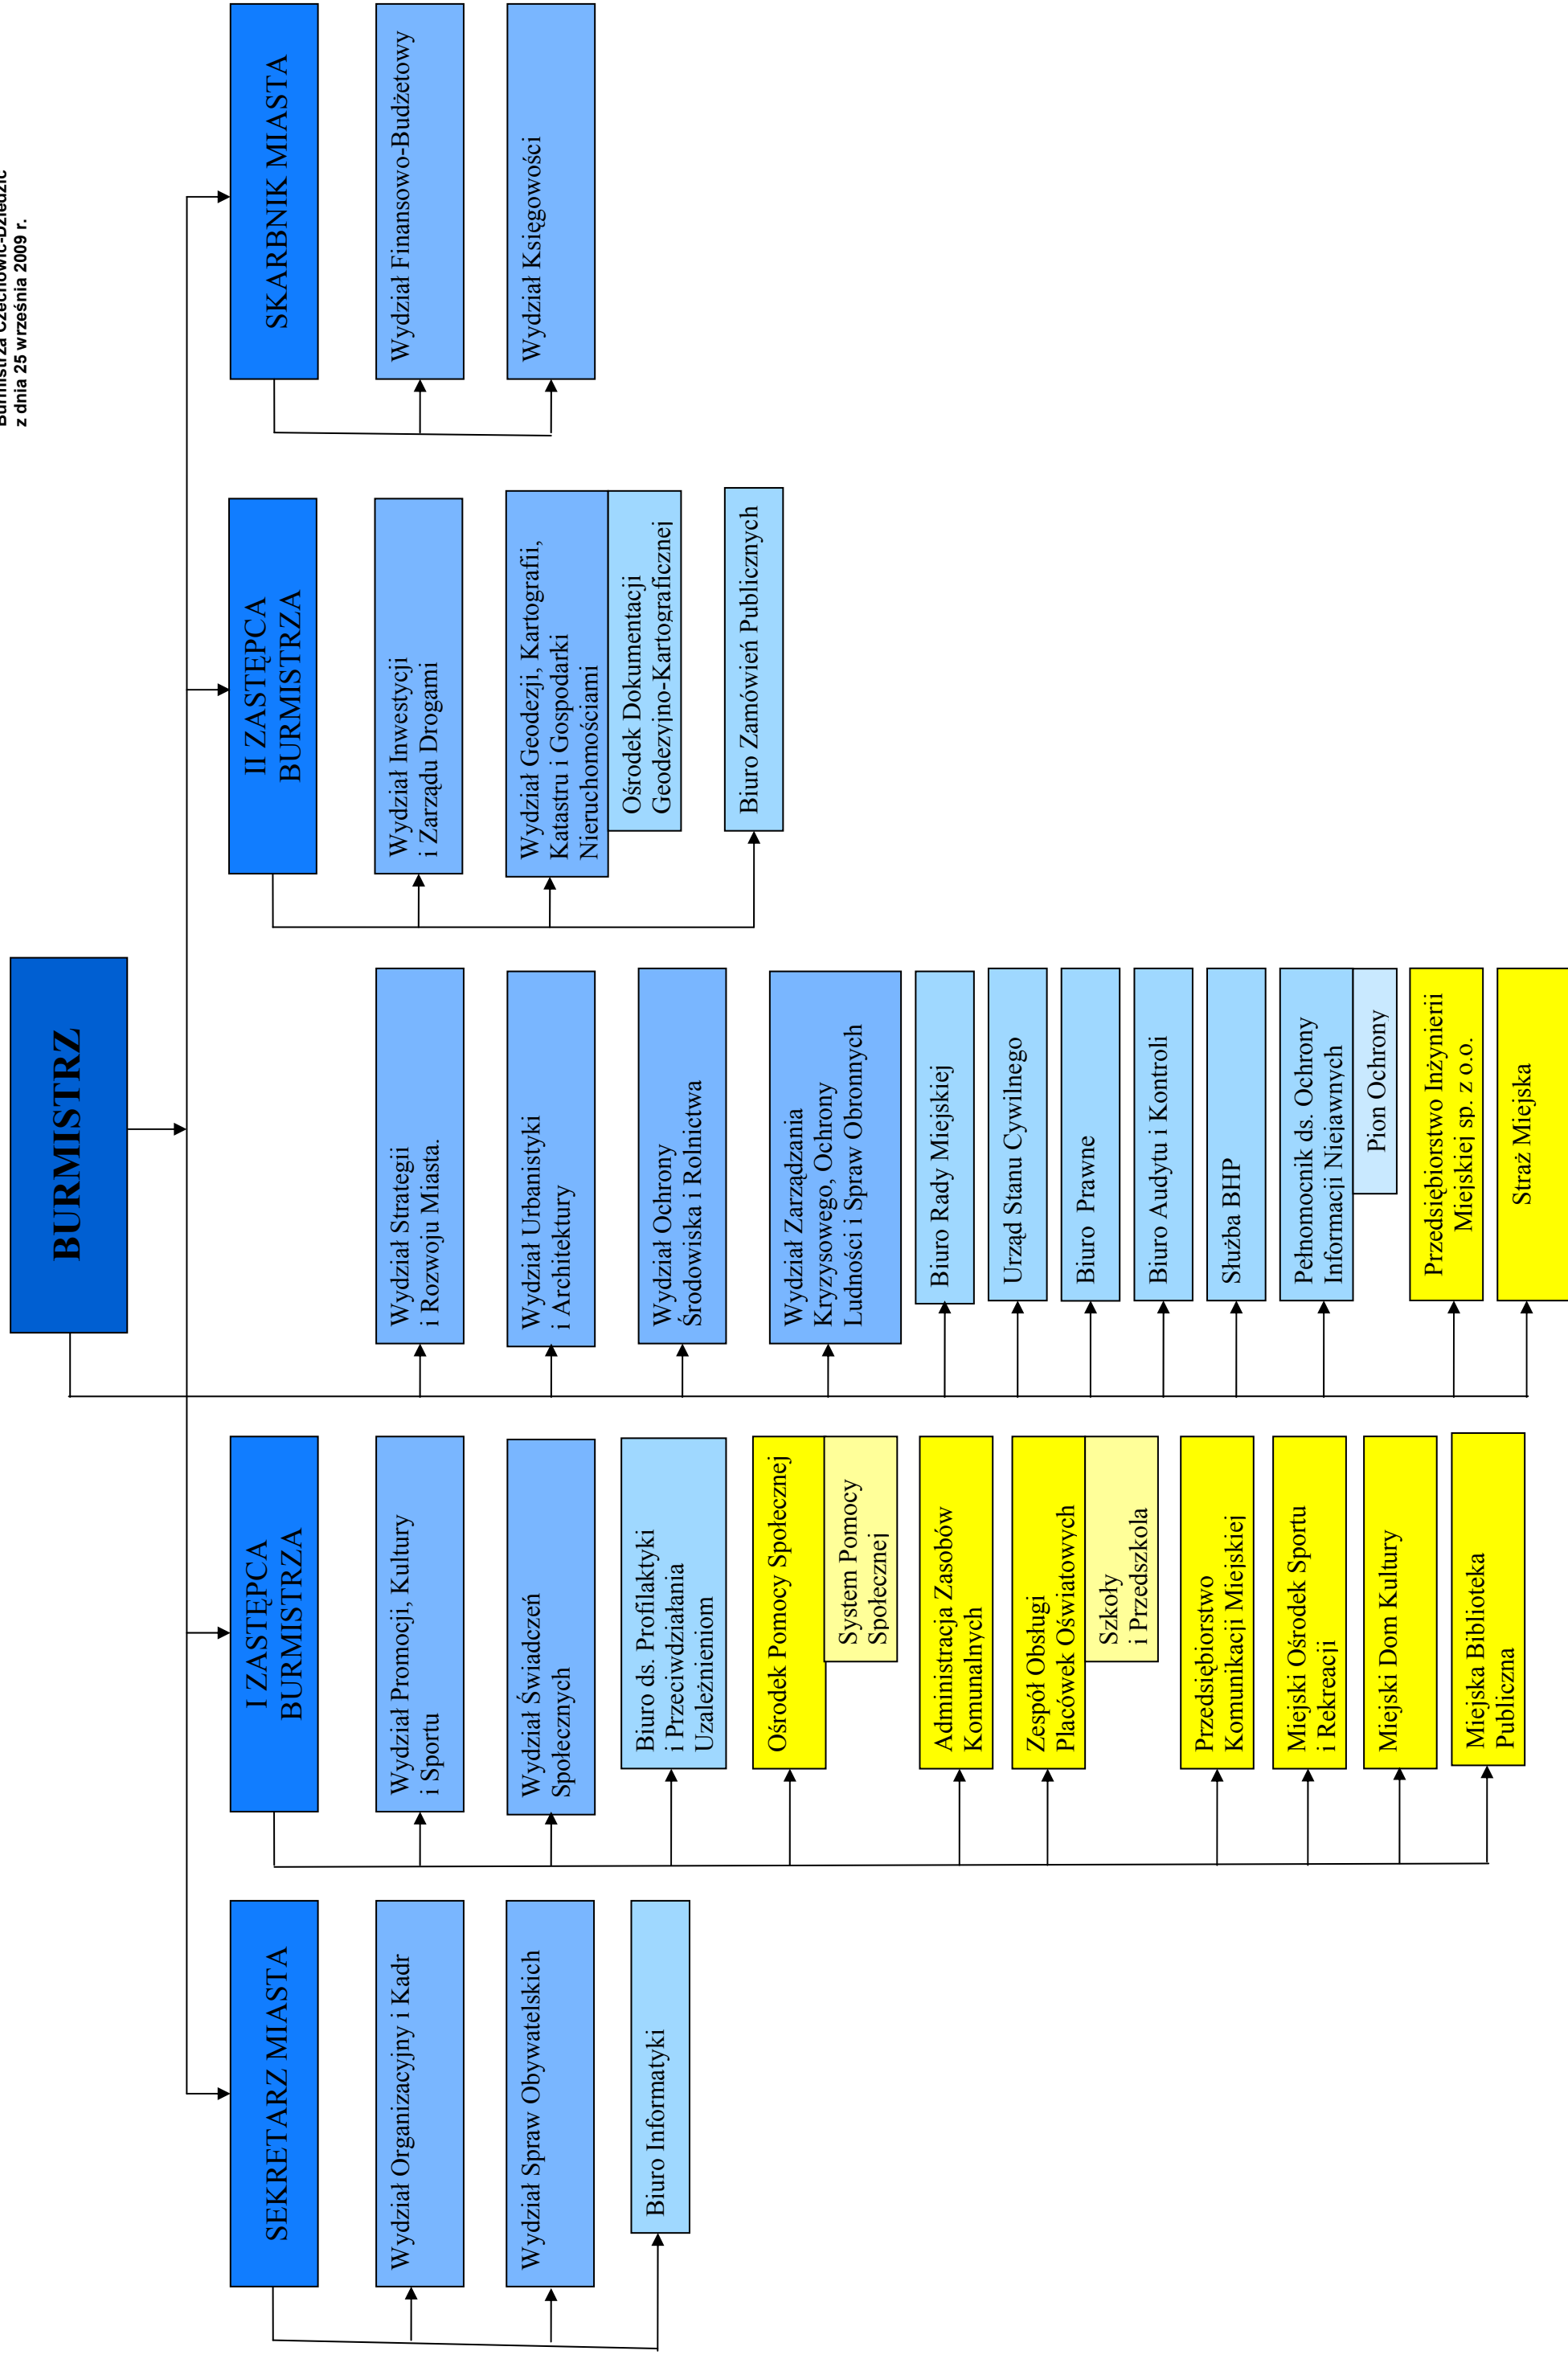 Burmistrza Czechowic-Dziedzic
z dnia 25 września 2009 r.
BURMISTRZ
SEKRETARZ MIASTA
Wydział Organizacyjny i Kadr
Wydział Spraw Obywatelskich
Biuro Informatyki
I ZASTĘPCA
BURMISTRZA
Wydział Promocji, Kultury
i Sportu
Wydział Świadczeń
Społecznych
Biuro ds. Profilaktyki
i Przeciwdziałania
Uzależnieniom
Ośrodek Pomocy Społecznej
System Pomocy
Społecznej
Administracja Zasobów
Komunalnych
Zespół Obsługi
Placówek Oświatowych
Szkoły
i Przedszkola
Przedsiębiorstwo
Komunikacji Miejskiej
Miejski Ośrodek Sportu
i Rekreacji
Miejski Dom Kultury
Miejska Biblioteka
Publiczna
Wydział Strategii
i Rozwoju Miasta.
Wydział Urbanistyki
i Architektury
Wydział Ochrony
Środowiska i Rolnictwa
Wydział Zarządzania
Kryzysowego, Ochrony
Ludności i Spraw Obronnych
Biuro Rady Miejskiej
Urząd Stanu Cywilnego
Biuro Prawne
Biuro Audytu i Kontroli
Służba BHP
Pełnomocnik ds. Ochrony
Informacji Niejawnych
Pion Ochrony
Przedsiębiorstwo Inżynierii
Miejskiej sp. z o.o.
Straż Miejska
II ZASTĘPCA
BURMISTRZA
Wydział Inwestycji
i Zarządu Drogami
Wydział Geodezji, Kartografii,
Katastru i Gospodarki
Nieruchomościami
Ośrodek Dokumentacji
Geodezyjno-Kartograficznej
Biuro Zamówień Publicznych
SKARBNIK MIASTA
Wydział Finansowo-Budżetowy
Wydział Księgowości